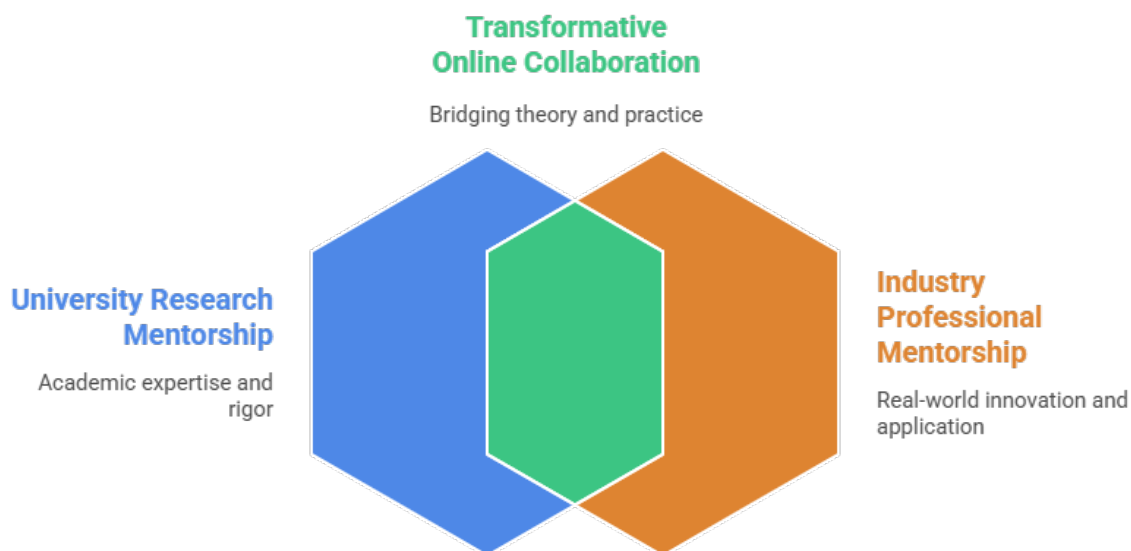 Transformative
Online Collaboration
Bridging theory and practice
University Research
Mentorship
Academic expertise and
rigor
Industry
Professional
Mentorship
Real-world innovation and
application